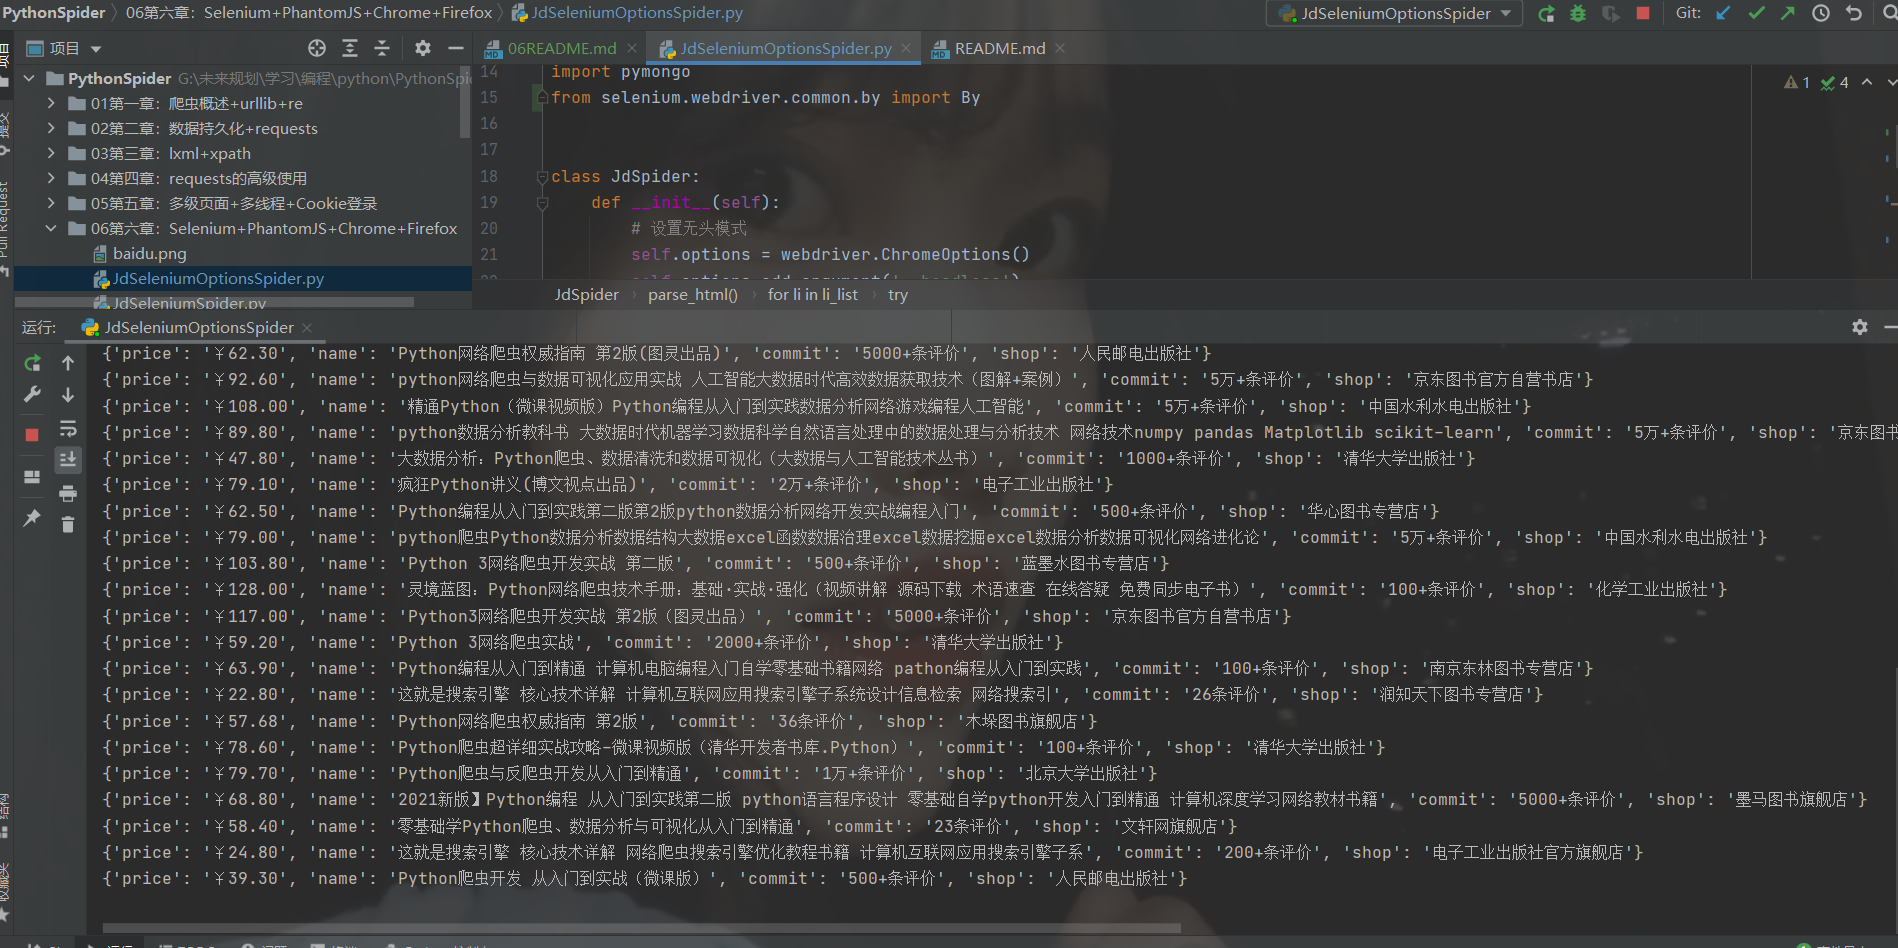 PythonSpider 06第六章：Selenium+PhantomJS+Chrome+Firefox JdSeleniumOptionsSpider.py
JdSeleniumOptionsSpider Git:
项目
06README.md JdSeleniumOptionsSpider.py README.md
PythonSpider G:\未来规划\学习\编程\python\PythonSpi
01第一章：爬虫概述+urllib+re
02第二章：数据持久化+requests
03第三章：lxml+xpath
04第四章：requests的高级使用
05第五章：多级页面+多线程+Cookie登录
06第六章：Selenium+PhantomJS+Chrome+Firefox
baidu.png
JdSeleniumOptionsSpider.py
JdSeleniumSpider.py
提交
Pull Request
14 import pymongo
15 from selenium.webdriver.common.by import By
16
17
18 class JdSpider:
19 def __init__(self):
20 # 设置无头模式
21 self.options = webdriver.ChromeOptions()
1 4
JdSpider parse_html() for li in li_list try
运行: JdSeleniumOptionsSpider
{'price': '￥62.30', 'name': 'Python网络爬虫权威指南 第2版(图灵出品)', 'commit': '5000+条评价', 'shop': '人民邮电出版社'}
{'price': '￥92.60', 'name': 'python网络爬虫与数据可视化应用实战 人工智能大数据时代高效数据获取技术（图解+案例）', 'commit': '5万+条评价', 'shop': '京东图书官方自营书店'}
{'price': '￥108.00', 'name': '精通Python（微课视频版）Python编程从入门到实践数据分析网络游戏编程人工智能', 'commit': '5万+条评价', 'shop': '中国水利水电出版社'}
{'price': '￥89.80', 'name': 'python数据分析教科书 大数据时代机器学习数据科学自然语言处理中的数据处理与分析技术 网络技术numpy pandas Matplotlib scikit-learn', 'commit': '5万+条评价', 'shop': '京东图书
{'price': '￥47.80', 'name': '大数据分析：Python爬虫、数据清洗和数据可视化（大数据与人工智能技术丛书）', 'commit': '1000+条评价', 'shop': '清华大学出版社'}
{'price': '￥79.10', 'name': '疯狂Python讲义(博文视点出品)', 'commit': '2万+条评价', 'shop': '电子工业出版社'}
{'price': '￥62.50', 'name': 'Python编程从入门到实践第二版第2版python数据分析网络开发实战编程入门', 'commit': '500+条评价', 'shop': '华心图书专营店'}
{'price': '￥79.00', 'name': 'python爬虫Python数据分析数据结构大数据excel函数数据治理excel数据挖掘excel数据分析数据可视化网络进化论', 'commit': '5万+条评价', 'shop': '中国水利水电出版社'}
{'price': '￥103.80', 'name': 'Python 3网络爬虫开发实战 第二版', 'commit': '500+条评价', 'shop': '蓝墨水图书专营店'}
{'price': '￥128.00', 'name': '灵境蓝图：Python网络爬虫技术手册：基础·实战·强化（视频讲解 源码下载 术语速查 在线答疑 免费同步电子书）', 'commit': '100+条评价', 'shop': '化学工业出版社'}
{'price': '￥117.00', 'name': 'Python3网络爬虫开发实战 第2版（图灵出品）', 'commit': '5000+条评价', 'shop': '京东图书官方自营书店'}
{'price': '￥59.20', 'name': 'Python 3网络爬虫实战', 'commit': '2000+条评价', 'shop': '清华大学出版社'}
{'price': '￥63.90', 'name': 'Python编程从入门到精通 计算机电脑编程入门自学零基础书籍网络 pathon编程从入门到实践', 'commit': '100+条评价', 'shop': '南京东林图书专营店'}
{'price': '￥22.80', 'name': '这就是搜索引擎 核心技术详解 计算机互联网应用搜索引擎子系统设计信息检索 网络搜索引', 'commit': '26条评价', 'shop': '润知天下图书专营店'}
{'price': '￥57.68', 'name': 'Python网络爬虫权威指南 第2版', 'commit': '36条评价', 'shop': '木垛图书旗舰店'}
{'price': '￥78.60', 'name': 'Python爬虫超详细实战攻略-微课视频版（清华开发者书库.Python）', 'commit': '100+条评价', 'shop': '清华大学出版社'}
{'price': '￥79.70', 'name': 'Python爬虫与反爬虫开发从入门到精通', 'commit': '1万+条评价', 'shop': '北京大学出版社'}
{'price': '￥68.80', 'name': '2021新版】Python编程 从入门到实践第二版 python语言程序设计 零基础自学python开发入门到精通 计算机深度学习网络教材书籍', 'commit': '5000+条评价', 'shop': '墨马图书旗舰店'}
{'price': '￥58.40', 'name': '零基础学Python爬虫、数据分析与可视化从入门到精通', 'commit': '23条评价', 'shop': '文轩网旗舰店'}
{'price': '￥24.80', 'name': '这就是搜索引擎 核心技术详解 网络爬虫搜索引擎优化教程书籍 计算机互联网应用搜索引擎子系', 'commit': '200+条评价', 'shop': '电子工业出版社官方旗舰店'}
{'price': '￥39.30', 'name': 'Python爬虫开发 从入门到实战（微课版）', 'commit': '500+条评价', 'shop': '人民邮电出版社'}